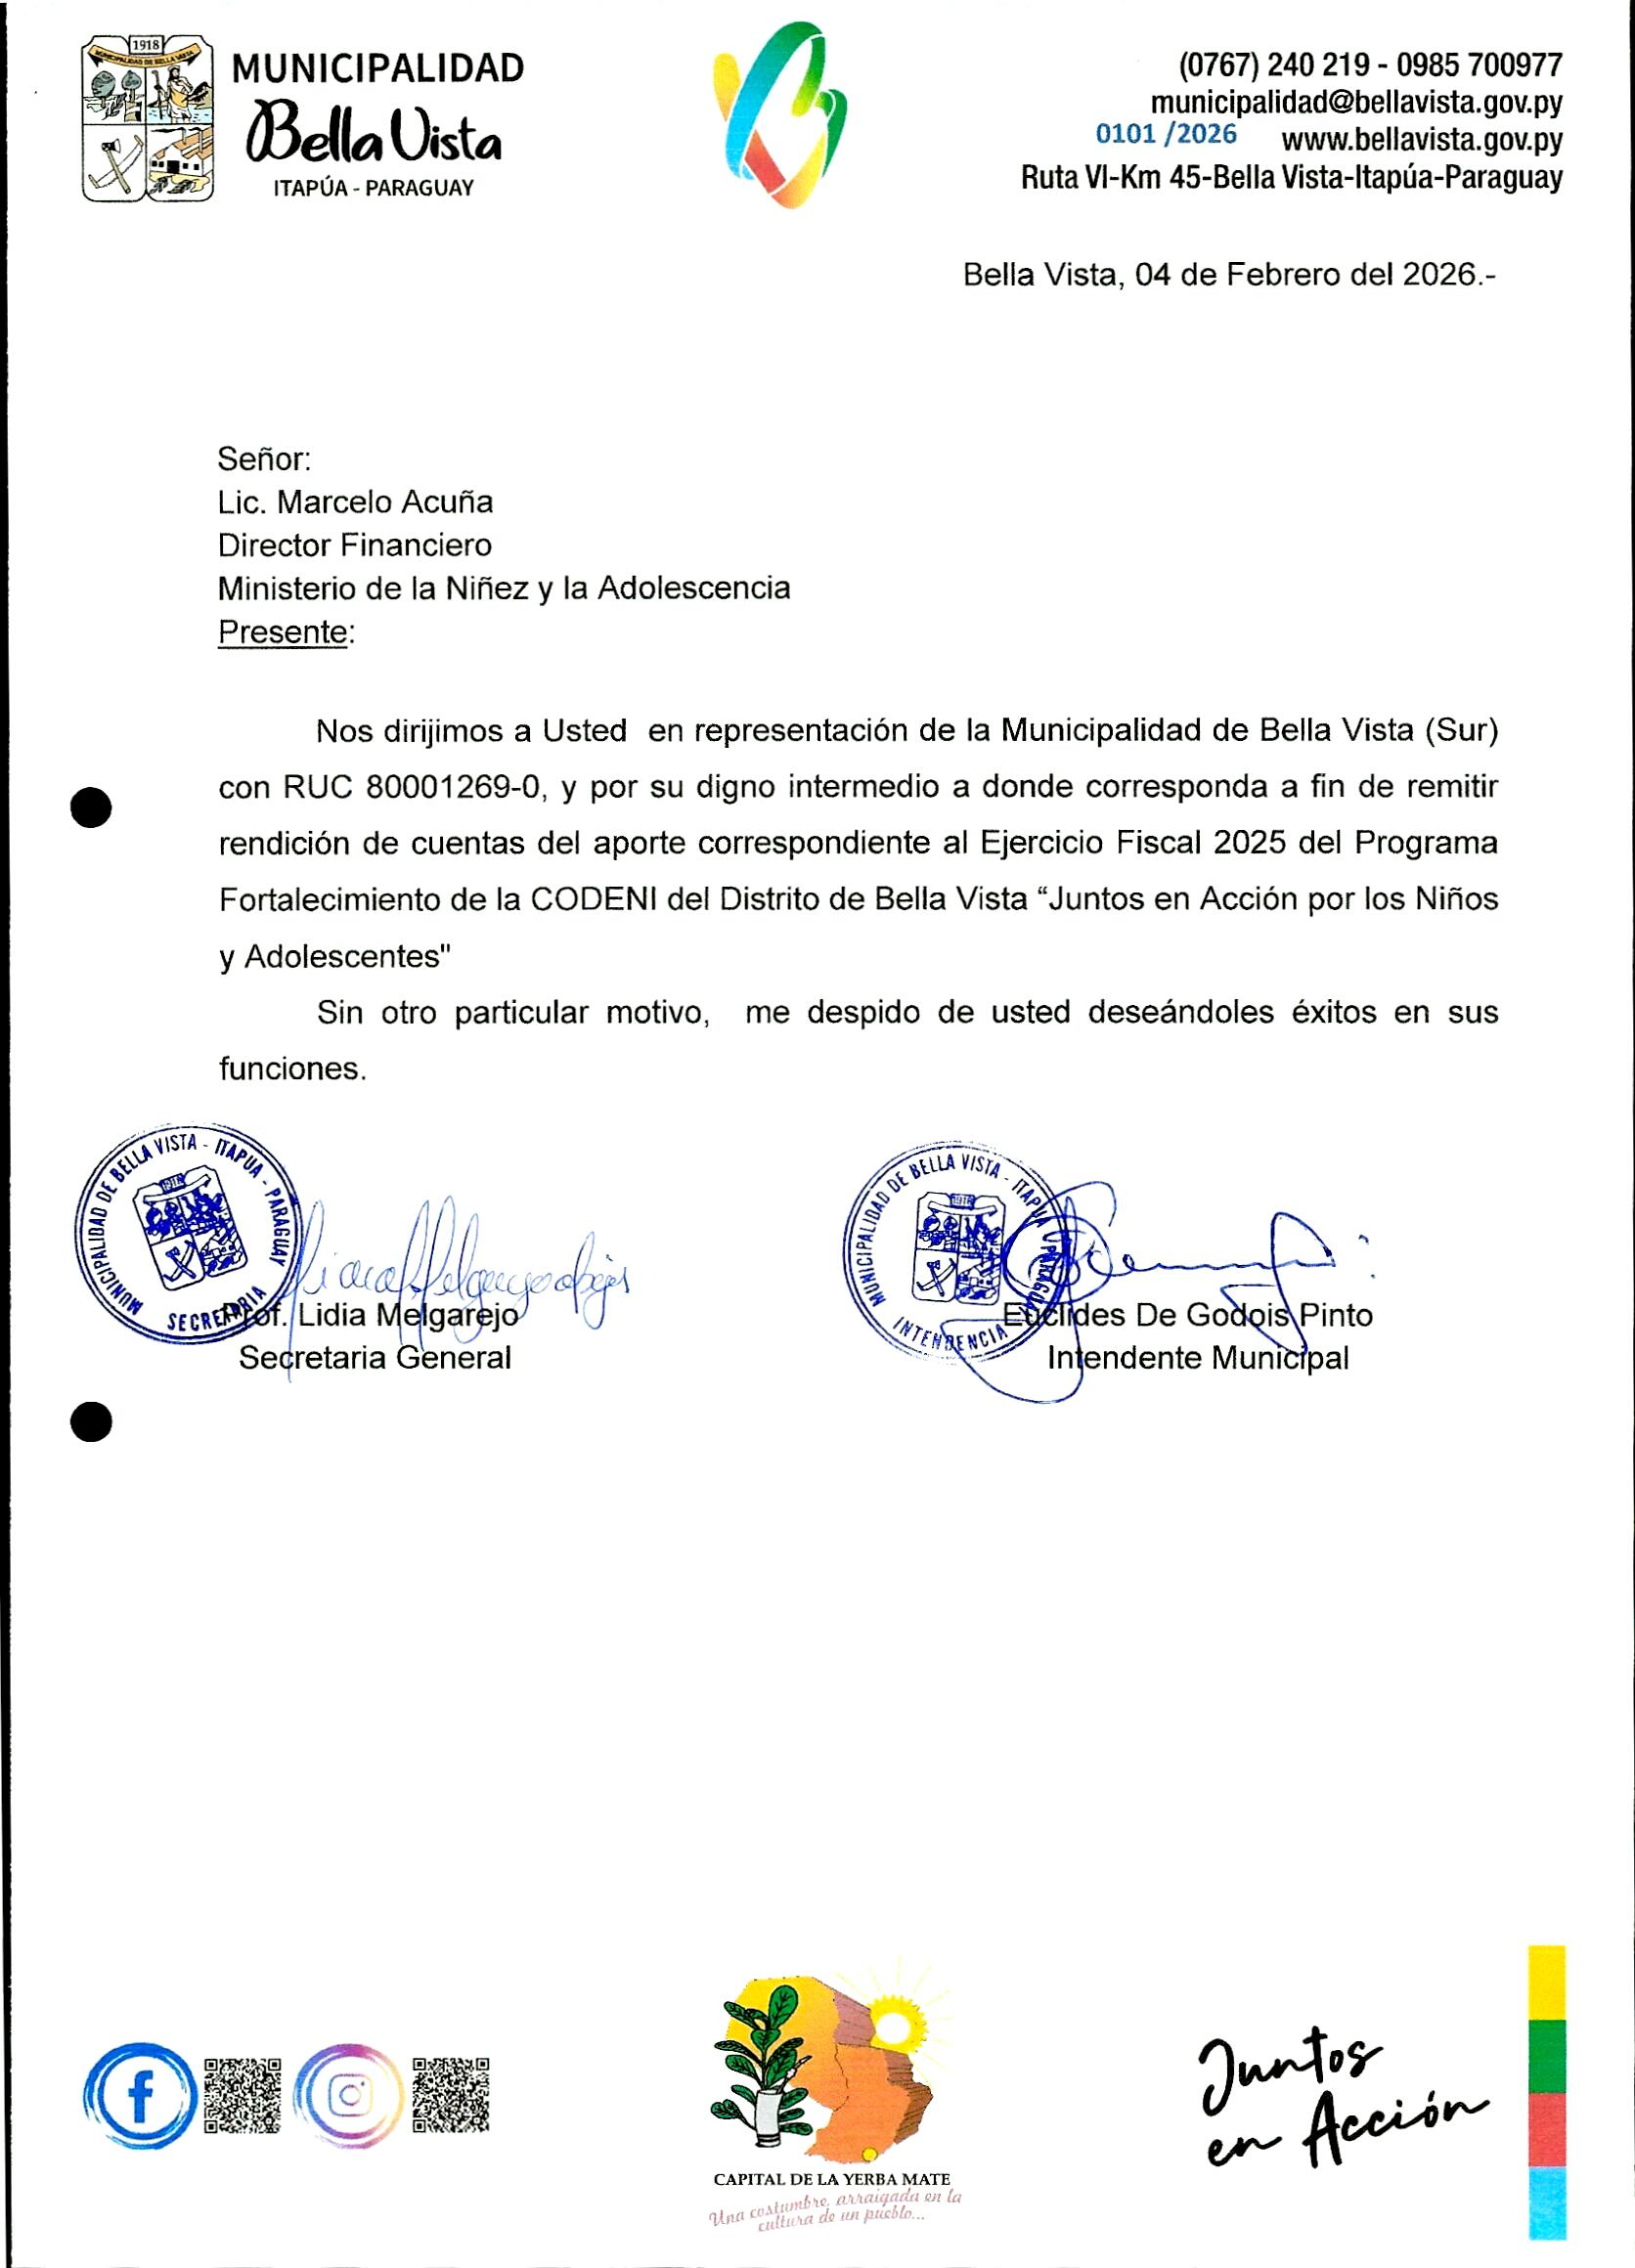 1918
MUNICIPALIDAD DE BELLA VISTA
MUNICIPALIDAD
Bella Vista
ITAPÚA - PARAGUAY
(0767) 240 219 - 0985 700977
municipalidad@bellavista.gov.py
0101 /2026 www.bellavista.gov.py
Ruta VI-Km 45-Bella Vista-Itapúa-Paraguay
Bella Vista, 04 de Febrero del 2026.-
Señor:
Lic. Marcelo Acuña
Director Financiero
Ministerio de la Niñez y la Adolescencia
Presente:
Nos dirijimos a Usted en representación de la Municipalidad de Bella Vista (Sur)
con RUC 80001269-0, y por su digno intermedio a donde corresponda a fin de remitir
rendición de cuentas del aporte correspondiente al Ejercicio Fiscal 2025 del Programa
Fortalecimiento de la CODENI del Distrito de Bella Vista “Juntos en Acción por los Niños
y Adolescentes"
Sin otro particular motivo, me despido de usted deseándoles éxitos en sus
funciones.
MUNICIPALIDAD DE BELLA VISTA - ITAPUA - PARAGUAY
SECRETARIA
Prof. Lidia Melgarejo
Secretaria General
MUNICIPALIDAD DE BELLA VISTA - ITAPUA PARAGUAY
INTENDENCIA
Euclides De Godois Pinto
Intendente Municipal
CAPITAL DE LA YERBA MATE
Una costumbre, arraigada en la
cultura de un pueblo...
Juntos
en Acción